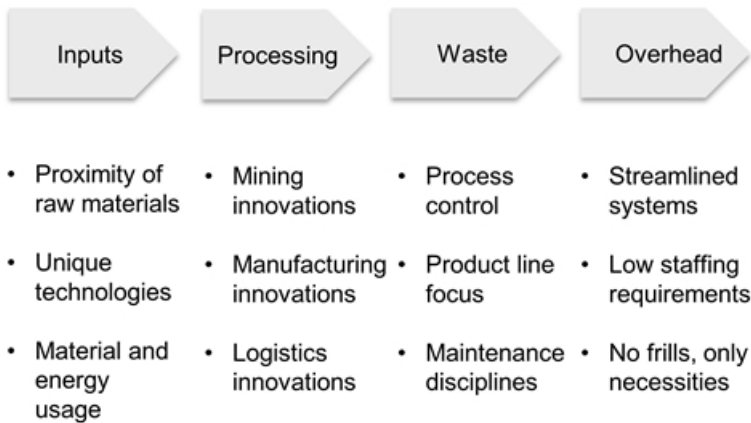 Inputs
Processing
Waste
Overhead
• Proximity of
raw materials
• Unique
technologies
• Material and
energy
usage
• Mining
innovations
• Manufacturing
innovations
• Logistics
innovations
• Process
control
• Product line
focus
• Maintenance
disciplines
• Streamlined
systems
• Low staffing
requirements
• No frills, only
necessities